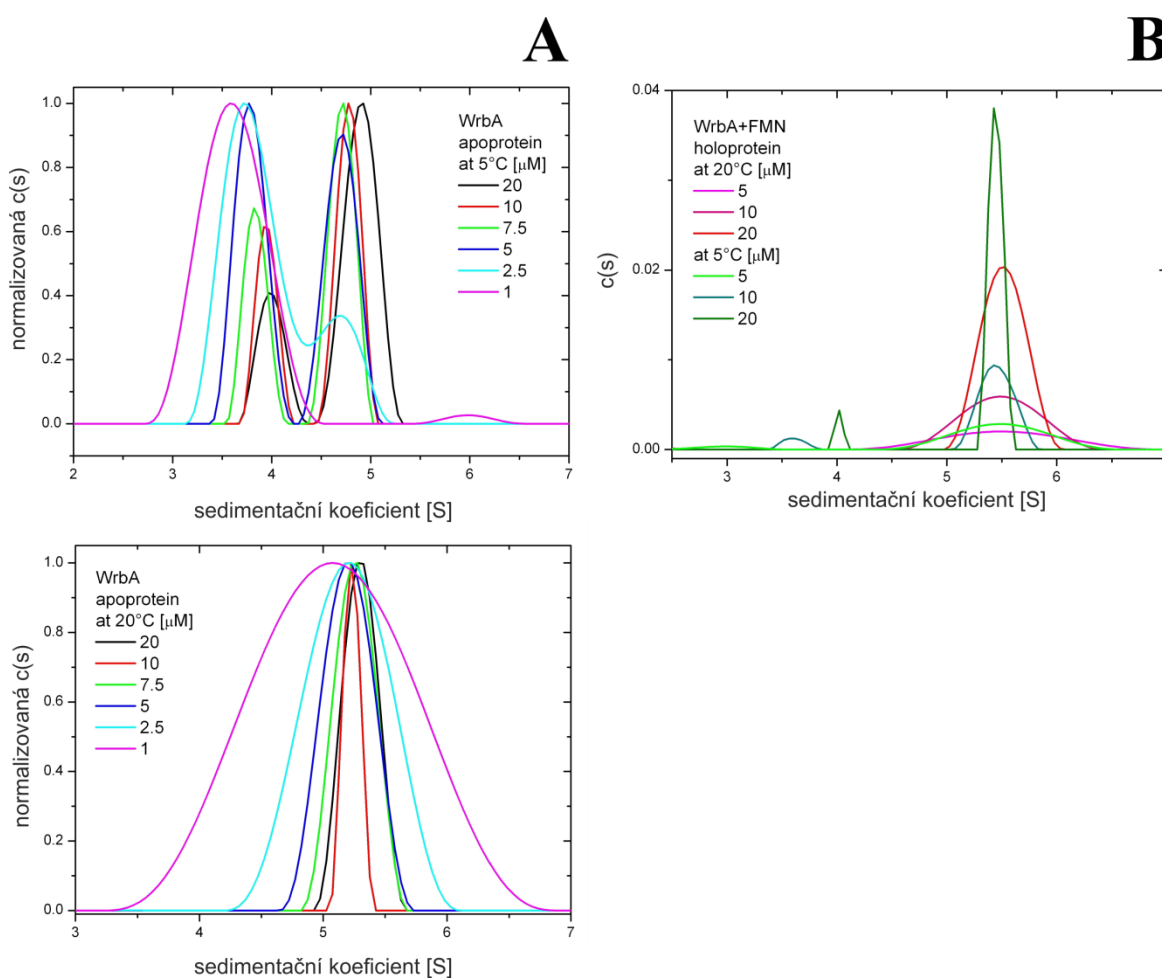 A
1.0
0.8
0.6
0.4
0.2
0.0
normalizovaná c(s)
WrbA
apoprotein
at 5°C [μM]
20
10
7.5
5
2.5
1
2 3 4 5 6 7
sedimentační koeficient [S]
B
0.04
0.02
0.00
c(s)
WrbA+FMN
holoprotein
at 20°C [μM]
5
10
20
at 5°C [μM]
5
10
20
3 4 5 6
sedimentační koeficient [S]
1.0
0.8
0.6
0.4
0.2
0.0
normalizovaná c(s)
WrbA
apoprotein
at 20°C [μM]
20
10
7.5
5
2.5
1
3 4 5 6 7
sedimentační koeficient [S]